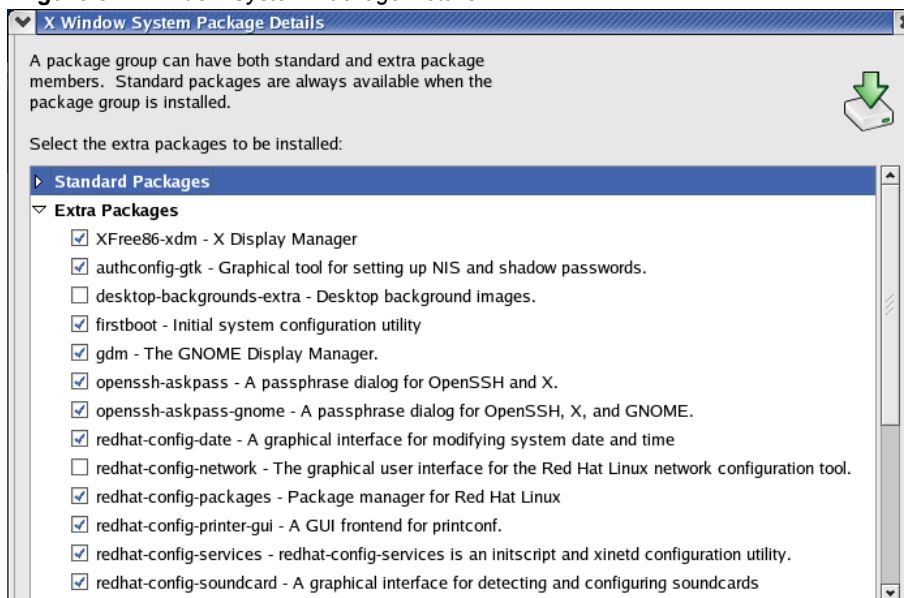 X Window System Package Details
A package group can have both standard and extra package
members. Standard packages are always available when the
package group is installed.
Select the extra packages to be installed:
Standard Packages
Extra Packages
XFree86-xdm - X Display Manager
authconfig-gtk - Graphical tool for setting up NIS and shadow passwords.
desktop-backgrounds-extra - Desktop background images.
firstboot - Initial system configuration utility
gdm - The GNOME Display Manager.
openssh-askpass - A passphrase dialog for OpenSSH and X.
openssh-askpass-gnome - A passphrase dialog for OpenSSH, X, and GNOME.
redhat-config-date - A graphical interface for modifying system date and time
redhat-config-network - The graphical user interface for the Red Hat Linux network configuration tool.
redhat-config-packages - Package manager for Red Hat Linux
redhat-config-printer-gui - A GUI frontend for printconf.
redhat-config-services - redhat-config-services is an initscript and xinetd configuration utility.
redhat-config-soundcard - A graphical interface for detecting and configuring soundcards